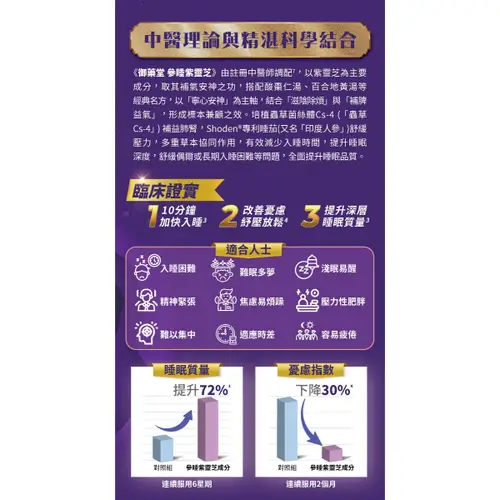 中醫理論與精湛科學結合
《御藥堂 參睡紫靈芝》由註冊中醫師調配†，以紫靈芝為主要
成分，取其補氣安神之功，搭配酸棗仁湯、百合地黃湯等
經典名方，以「寧心安神」為主軸，結合「滋陰除煩」與「補脾
益氣」，形成標本兼顧之效。培植蟲草菌絲體Cs-4 (「蟲草
Cs-4」) 補益肺腎，Shoden®專利睡茄(又名「印度人參」)舒緩
壓力，多重草本協同作用，有效減少入睡時間，提升睡眠
深度，舒緩偶爾或長期入睡困難等問題，全面提升睡眠品質。
臨床證實
1 10分鐘 加快入睡³
2 改善憂慮 紓壓放鬆⁴
3 提升深層 睡眠質量³
適合人士
入睡困難
難眠多夢
淺眠易醒
精神緊張
焦慮易煩躁
壓力性肥胖
難以集中
適應時差
容易疲倦
睡眠質量
提升72%
對照組
參睡紫靈芝成分
連續服用6星期
憂慮指數
下降30%
對照組
參睡紫靈芝成分
連續服用2個月